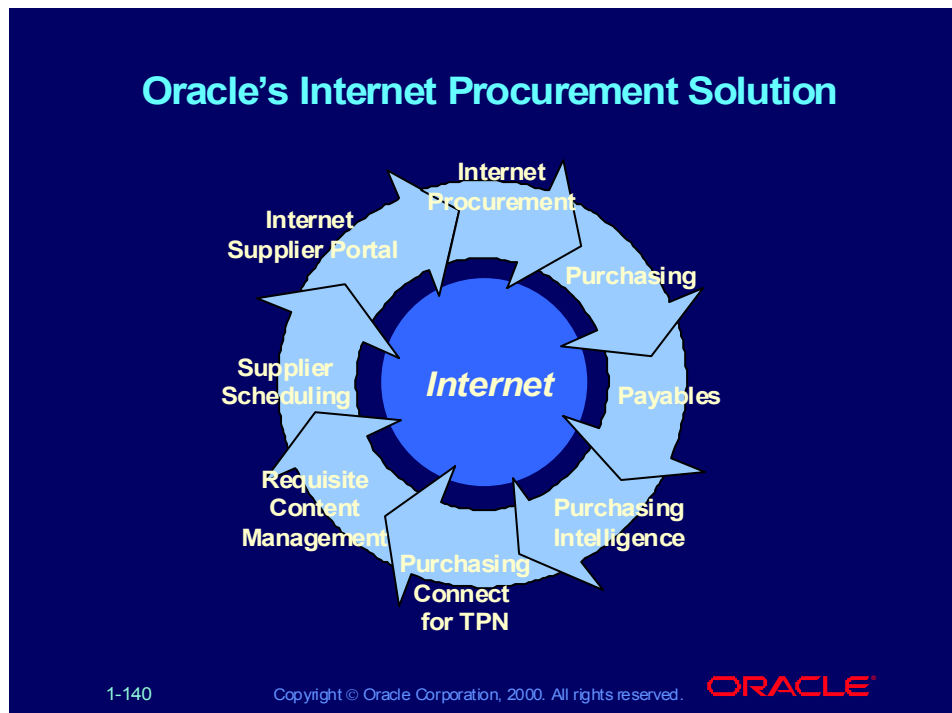 Oracle's Internet Procurement Solution
Internet
Procurement
Internet
Supplier Portal
Purchasing
Supplier
Scheduling
Internet
Payables
Requisite
Content
Management
Purchasing
Intelligence
Purchasing
Connect
for TPN
1-140
Copyright © Oracle Corporation, 2000. All rights reserved.
ORACLE®